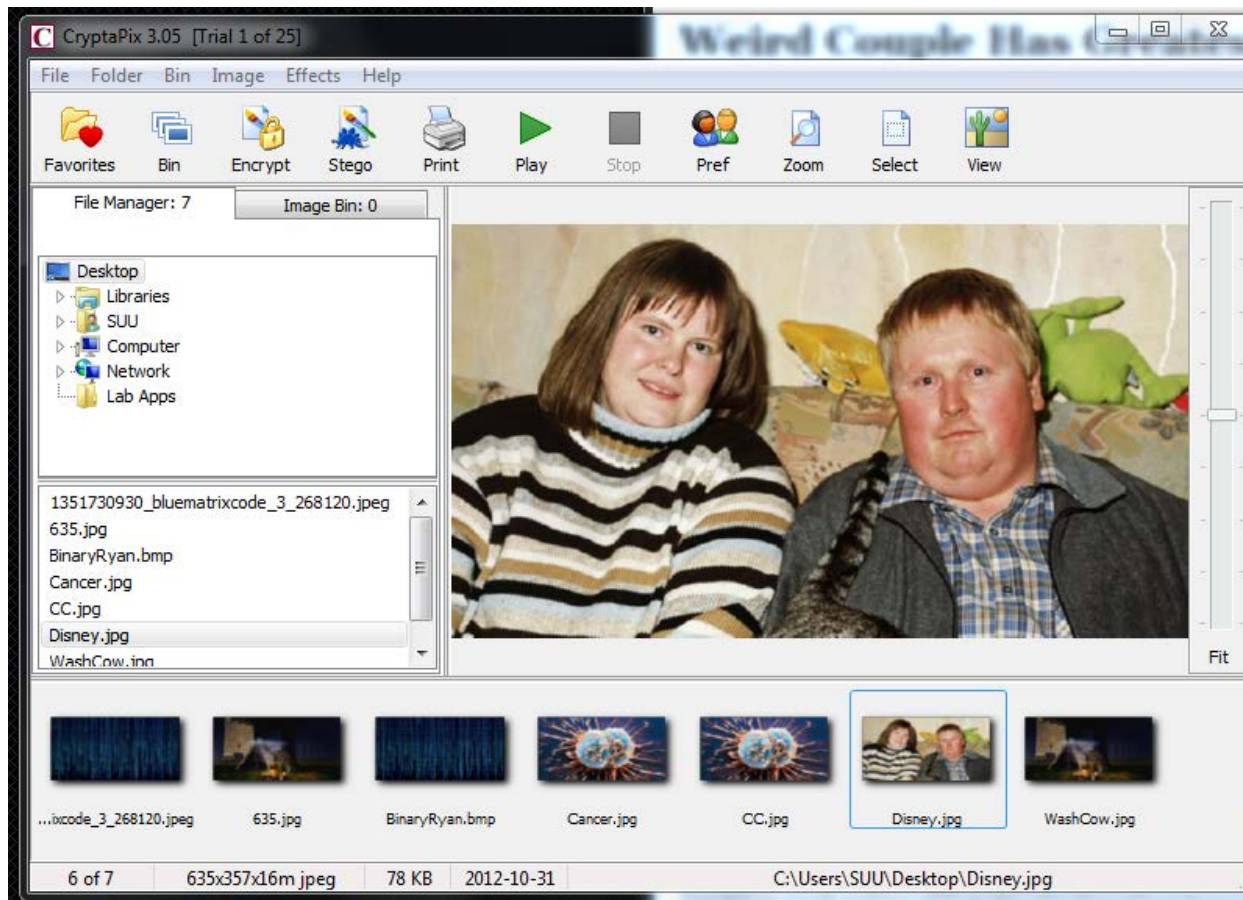 CryptaPix 3.05 [Trial 1 of 25]
Weird Couple Has
File Folder Bin Image Effects Help
Favorites Bin Encrypt Stego Print Play Stop Pref Zoom Select View
File Manager: 7 Image Bin: 0
Desktop
Libraries
SUU
Computer
Network
Lab Apps
1351730930_bluematrixcode_3_268120.jpeg
635.jpg
BinaryRyan.bmp
Cancer.jpg
CC.jpg
Disney.jpg
WashCow.jpg
Fit
...ixcode_3_268120.jpeg 635.jpg BinaryRyan.bmp Cancer.jpg CC.jpg Disney.jpg WashCow.jpg
6 of 7 635x357x16m jpeg 78 KB 2012-10-31 C:\Users\SUU\Desktop\Disney.jpg